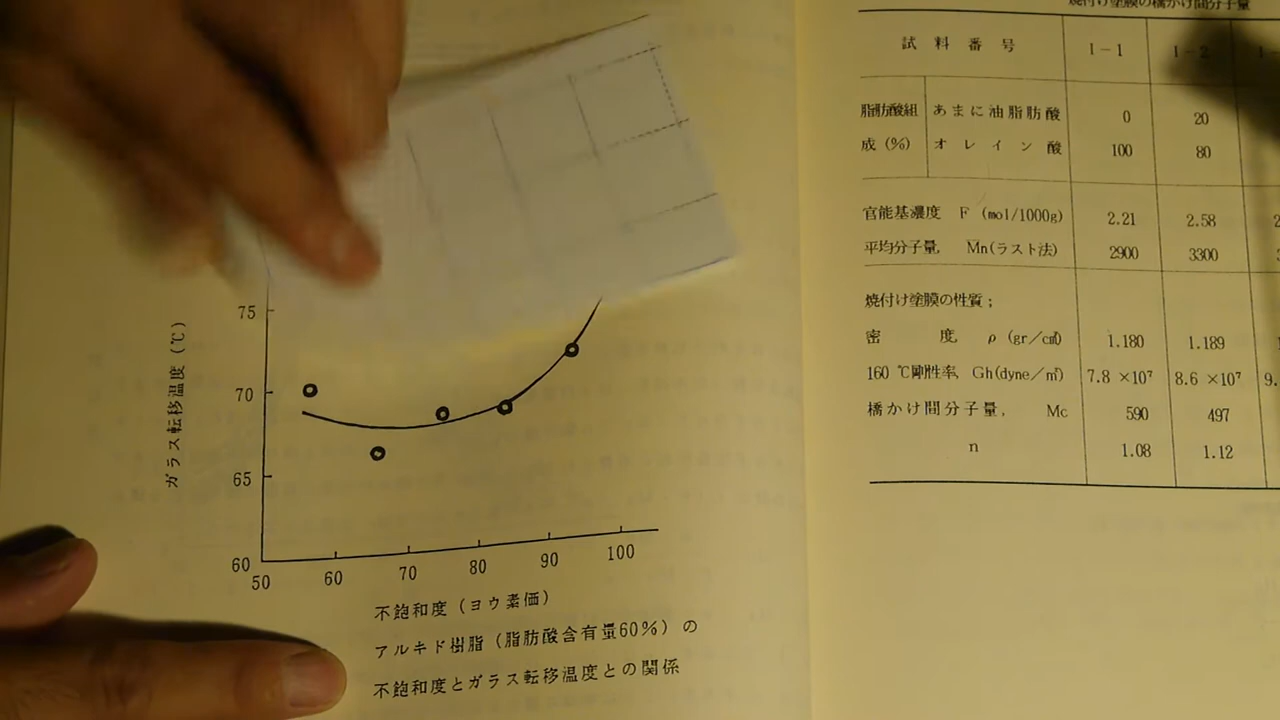 75
70
65
60
50 60 70 80 90 100
ガラス転移温度 (℃)
不飽和度 (ヨウ素価)
アルキド樹脂 (脂肪酸含有量60%) の
不飽和度とガラス転移温度との関係
焼付け塗膜の橋かけ間分子量
試料番号 I-1 I-2
脂肪酸組 あまに油脂肪酸 0 20
成 (%) オレイン酸 100 80
官能基濃度 F (mol/1000g) 2.21 2.58
平均分子量, Mn(ラスト法) 2900 3300
焼付け塗膜の性質;
密度, ρ (gr/cm³) 1.180 1.189
160 ℃剛性率, Gh(dyne/m²) 7.8 ×10⁷ 8.6 ×10⁷ 9.
橋かけ間分子量, Mc 590 497
n 1.08 1.12